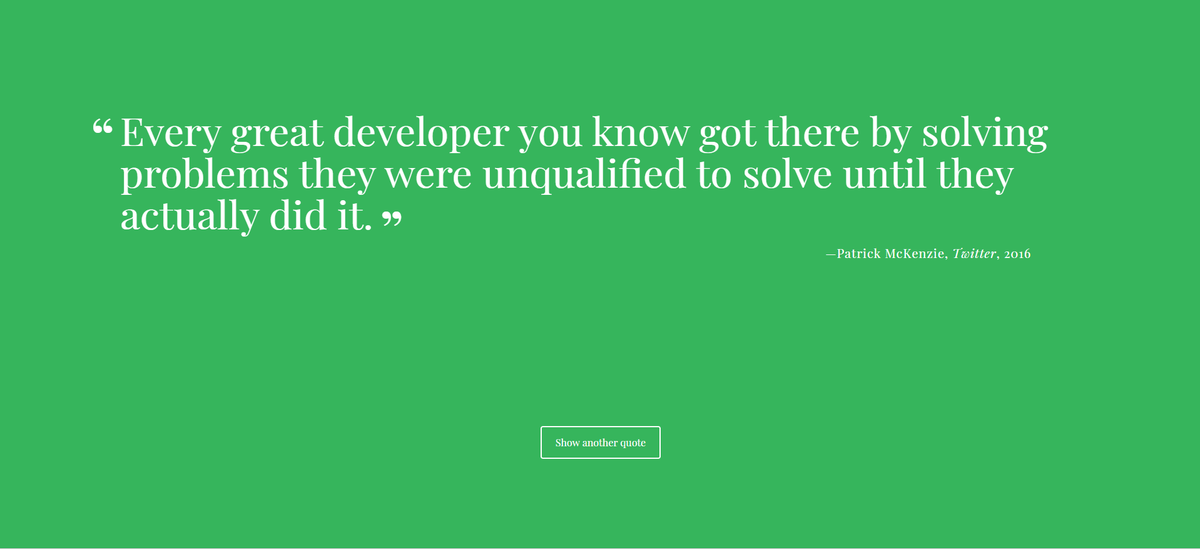 “Every great developer you know got there by solving
problems they were unqualified to solve until they
actually did it.”
—Patrick McKenzie, Twitter, 2016
Show another quote